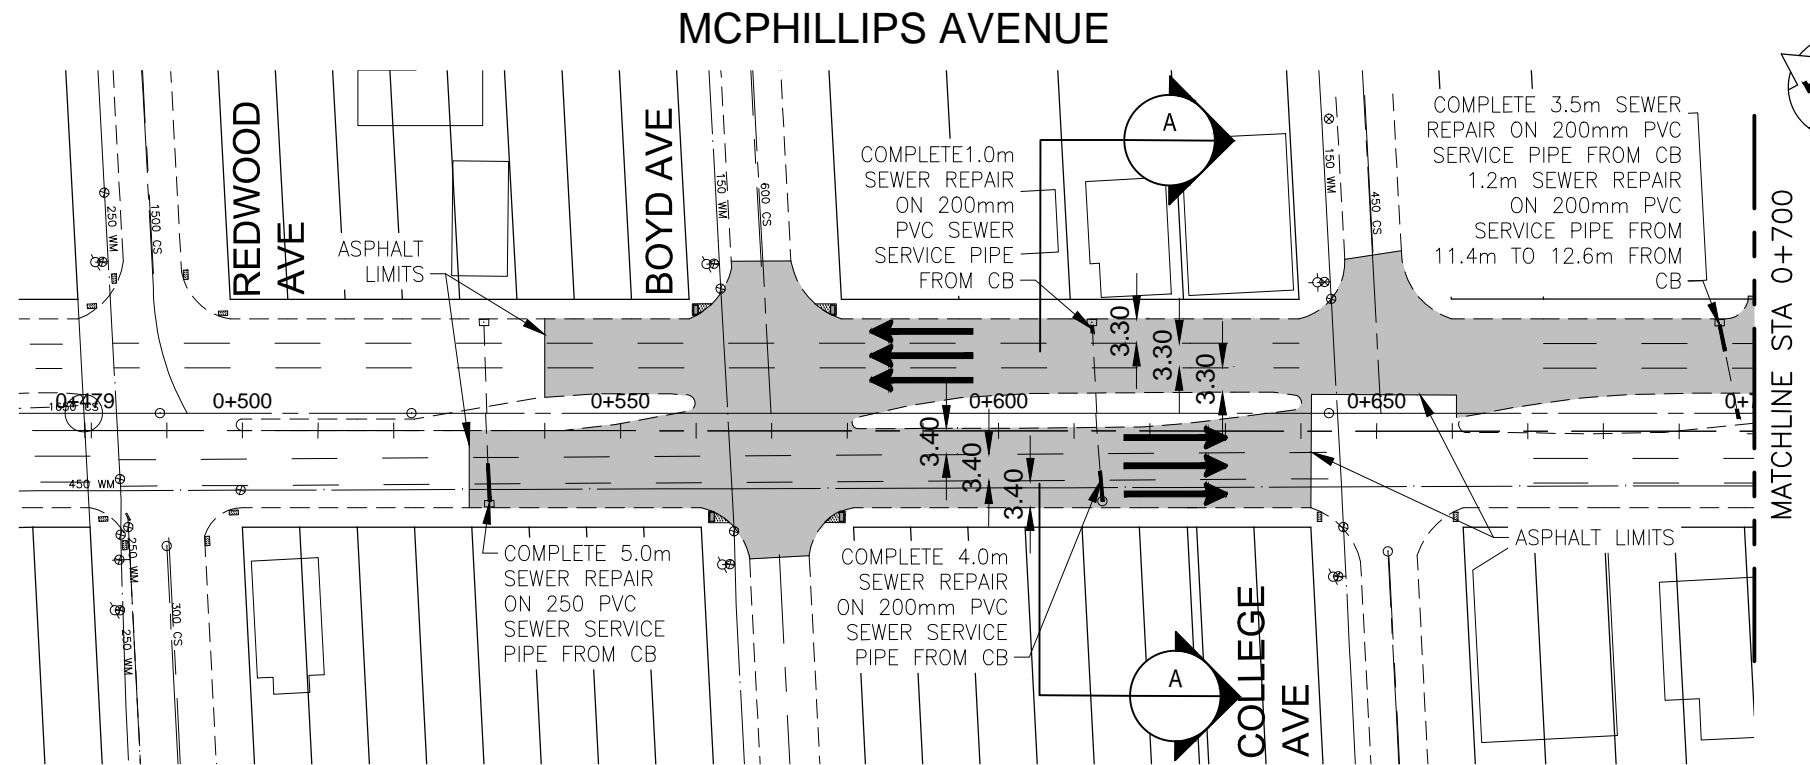 MCPHILLIPS AVENUE
REDWOOD
AVE
BOYD AVE
ASPHALT
LIMITS
250 WM
1500 CS
150 WM
600 CS
COMPLETE1.0m
SEWER REPAIR
ON 200mm
PVC SEWER
SERVICE PIPE
FROM CB
A
150 WM
450 CS
COMPLETE 3.5m SEWER
REPAIR ON 200mm PVC
SERVICE PIPE FROM CB
1.2m SEWER REPAIR
ON 200mm PVC
SERVICE PIPE FROM
11.4m TO 12.6m FROM
CB
MATCHLINE STA 0+700
3.30
3.30
3.30
0+479
0+500
0+550
0+600
0+650
0+
3.40
3.40
3.40
450 WM
250 WM
250 WM
300 CS
COMPLETE 5.0m
SEWER REPAIR
ON 250 PVC
SEWER SERVICE
PIPE FROM CB
COMPLETE 4.0m
SEWER REPAIR
ON 200mm PVC
SEWER SERVICE
PIPE FROM CB
A
COLLEGE
AVE
ASPHALT LIMITS